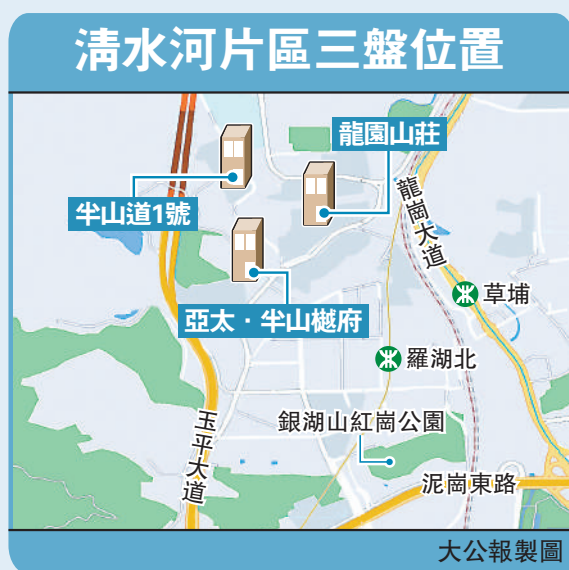 清水河片區三盤位置
龍園山莊
半山道1號
龍崗大道
亞太·半山樾府
草埔
羅湖北
玉平大道
銀湖山紅崗公園
泥崗東路
大公報製圖